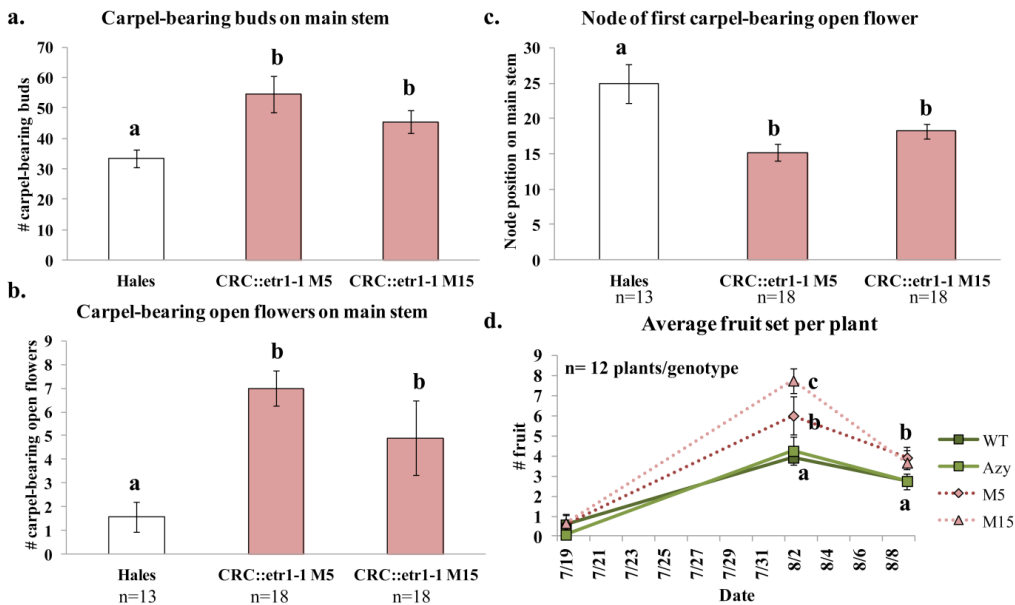 a.
Carpel-bearing buds on main stem
# carpel-bearing buds
70
60
50
40
30
20
10
0
a
b
b
Hales
CRC::etr1-1 M5
CRC::etr1-1 M15
b.
Carpel-bearing open flowers on main stem
# carpel-bearing open flowers
9
8
7
6
5
4
3
2
1
0
a
b
b
Hales
CRC::etr1-1 M5
CRC::etr1-1 M15
n=13
n=18
n=18
c.
Node of first carpel-bearing open flower
Node position on main stem
30
25
20
15
10
5
0
a
b
b
Hales
CRC::etr1-1 M5
CRC::etr1-1 M15
n=13
n=18
n=18
d.
Average fruit set per plant
n= 12 plants/genotype
# fruit
9
8
7
6
5
4
3
2
1
0
c
b
a
b
a
WT
Azy
M5
M15
7/19
7/21
7/23
7/25
7/27
7/29
7/31
8/2
8/4
8/6
8/8
Date